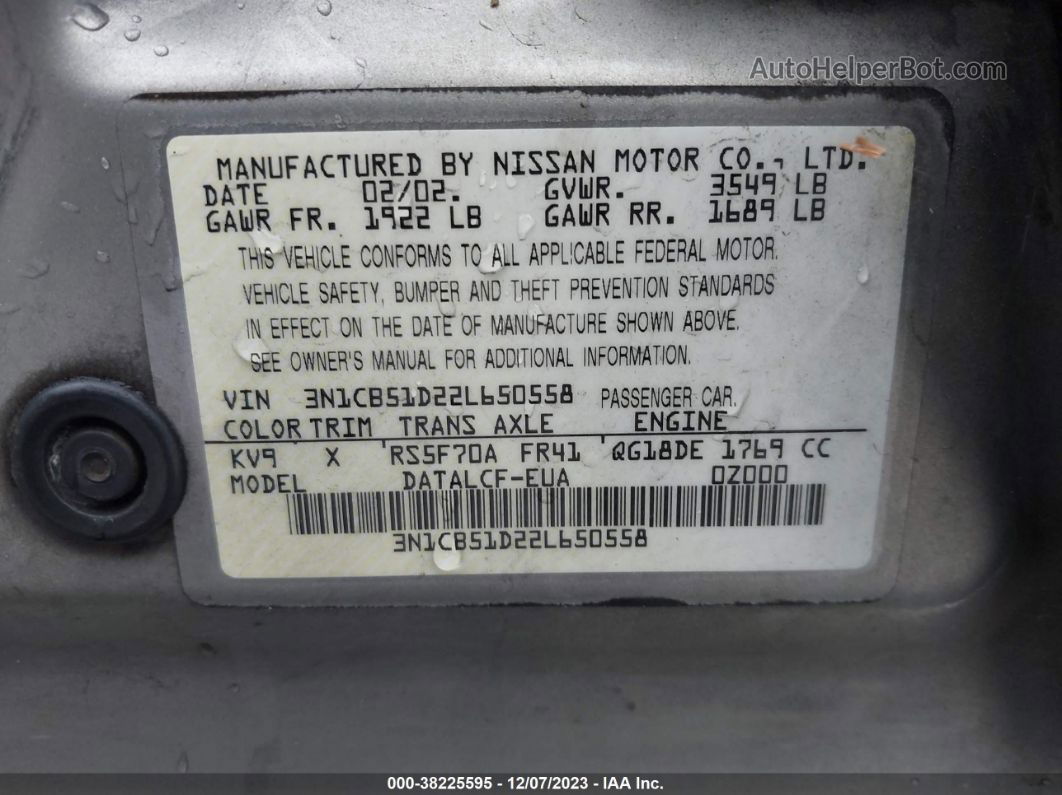 AutoHelperBot.com
MANUFACTURED BY NISSAN MOTOR CO., LTD.
DATE 02/02. GVWR. 3549 LB
GAWR FR. 1922 LB GAWR RR. 1689 LB
THIS VEHICLE CONFORMS TO ALL APPLICABLE FEDERAL MOTOR.
VEHICLE SAFETY, BUMPER AND THEFT PREVENTION STANDARDS
IN EFFECT ON THE DATE OF MANUFACTURE SHOWN ABOVE.
SEE OWNER'S MANUAL FOR ADDITIONAL INFORMATION.
VIN 3N1CB51D22L650558 PASSENGER CAR.
COLOR TRIM TRANS AXLE ENGINE
KV9 X RS5F70A FR41 QG18DE 1769 CC
MODEL DATALCF-EUA 0Z000
3N1CB51D22L650558
000-38225595 - 12/07/2023 - IAA Inc.